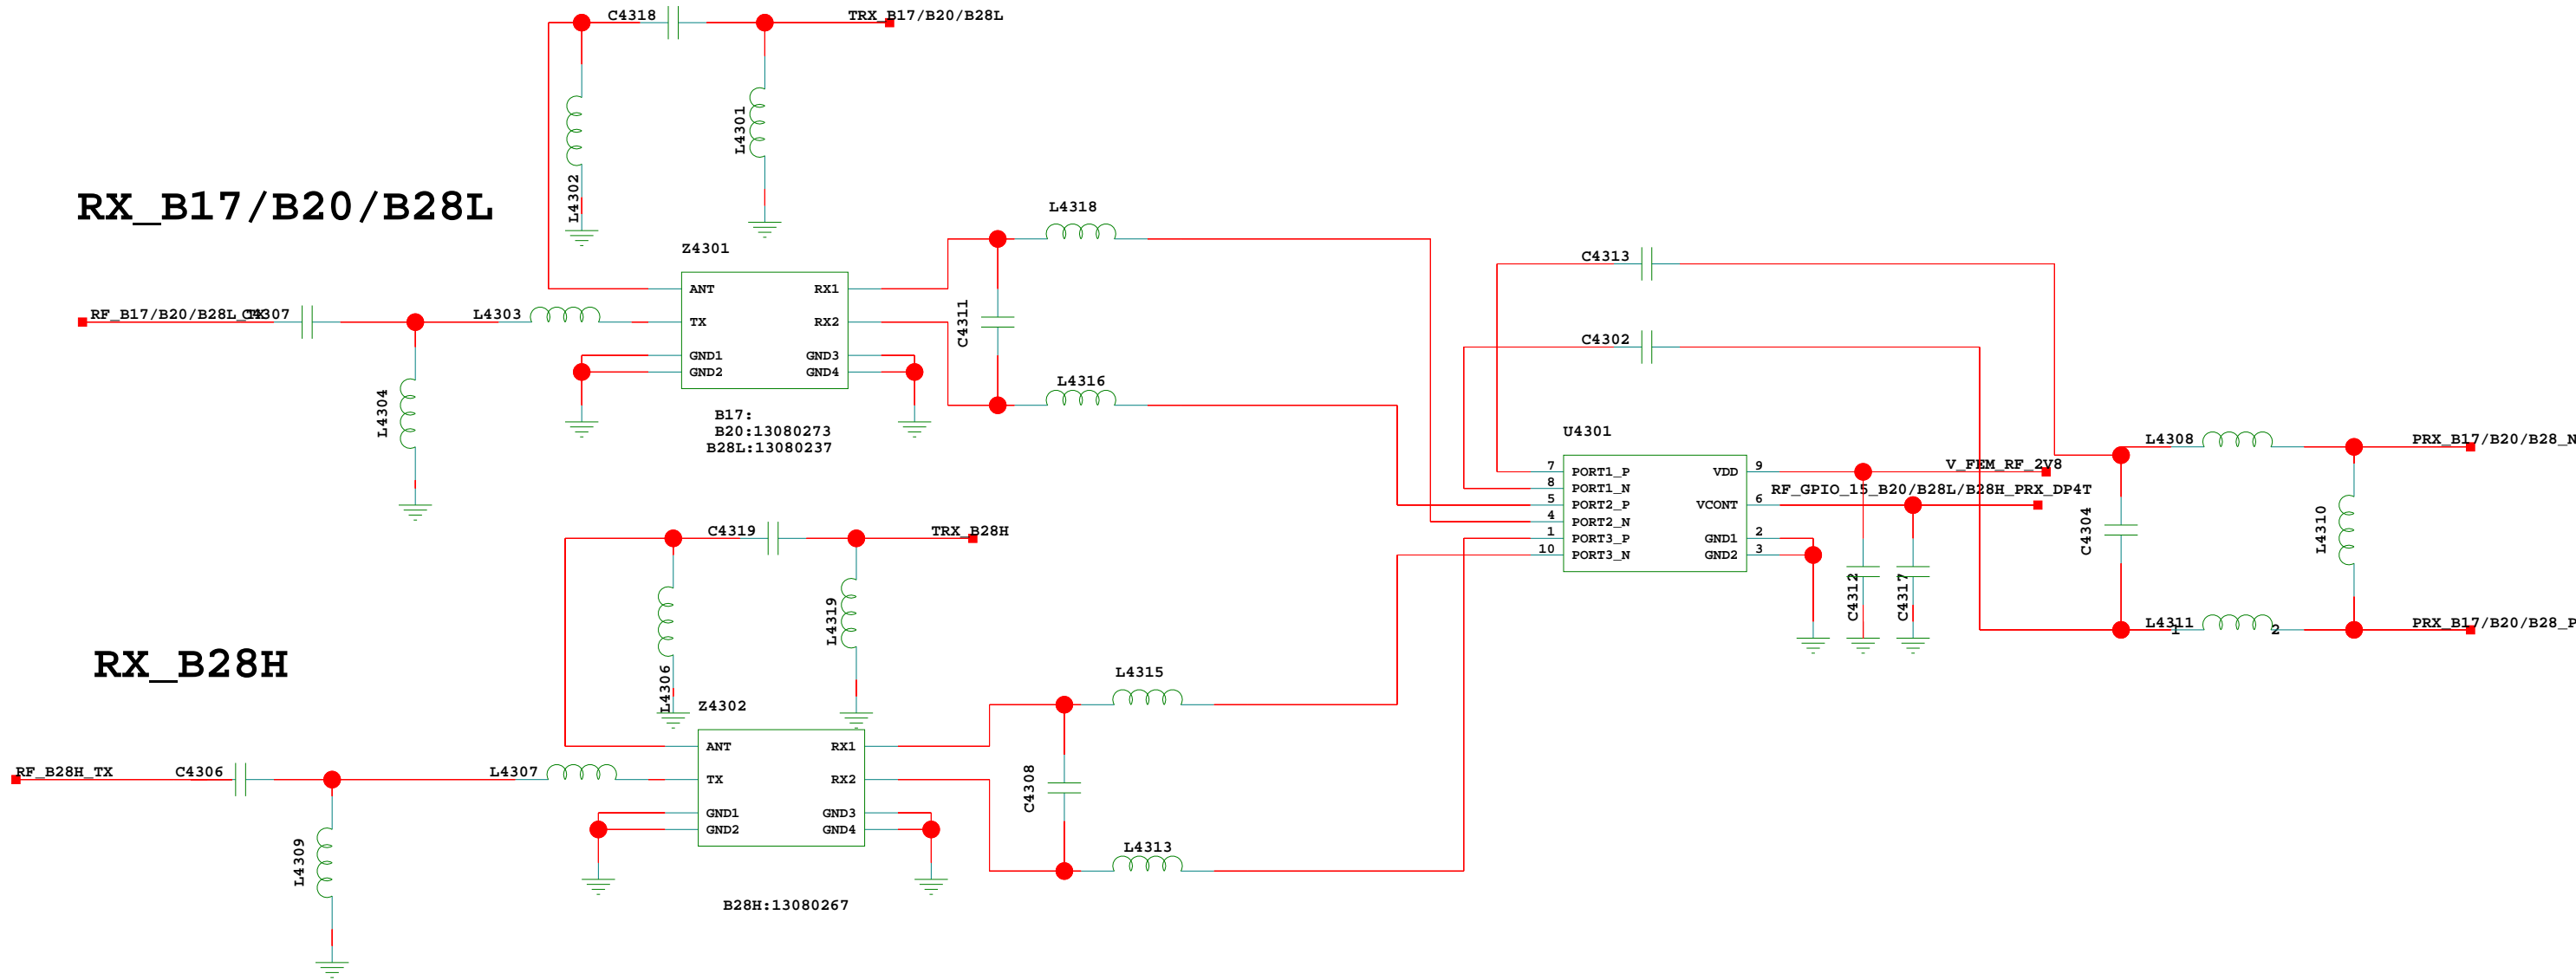 C4318
TRX_B17/B20/B28L
L4301
L4302
RX_B17/B20/B28L
L4318
Z4301
C4313
ANT
RX1
RF_B17/B20/B28L_TX
C4307
L4303
TX
RX2
C4311
C4302
GND1
GND3
GND2
GND4
L4316
L4304
B17:
B20:13080273
B28L:13080237
U4301
L4308
PRX_B17/B20/B28_N
7
PORT1_P
VDD
9
V_FEM_RF_2V8
8
PORT1_N
RF_GPIO_15_B20/B28L/B28H_PRX_DP4T
5
PORT2_P
VCONT
6
4
PORT2_N
1
PORT3_P
GND1
2
10
PORT3_N
GND2
3
C4304
L4310
C4319
TRX_B28H
C4312
C4317
L4319
L4306
L4311
1
2
PRX_B17/B20/B28_P
RX_B28H
L4315
Z4302
ANT
RX1
RF_B28H_TX
C4306
L4307
TX
RX2
C4308
GND1
GND3
GND2
GND4
L4313
L4309
B28H:13080267